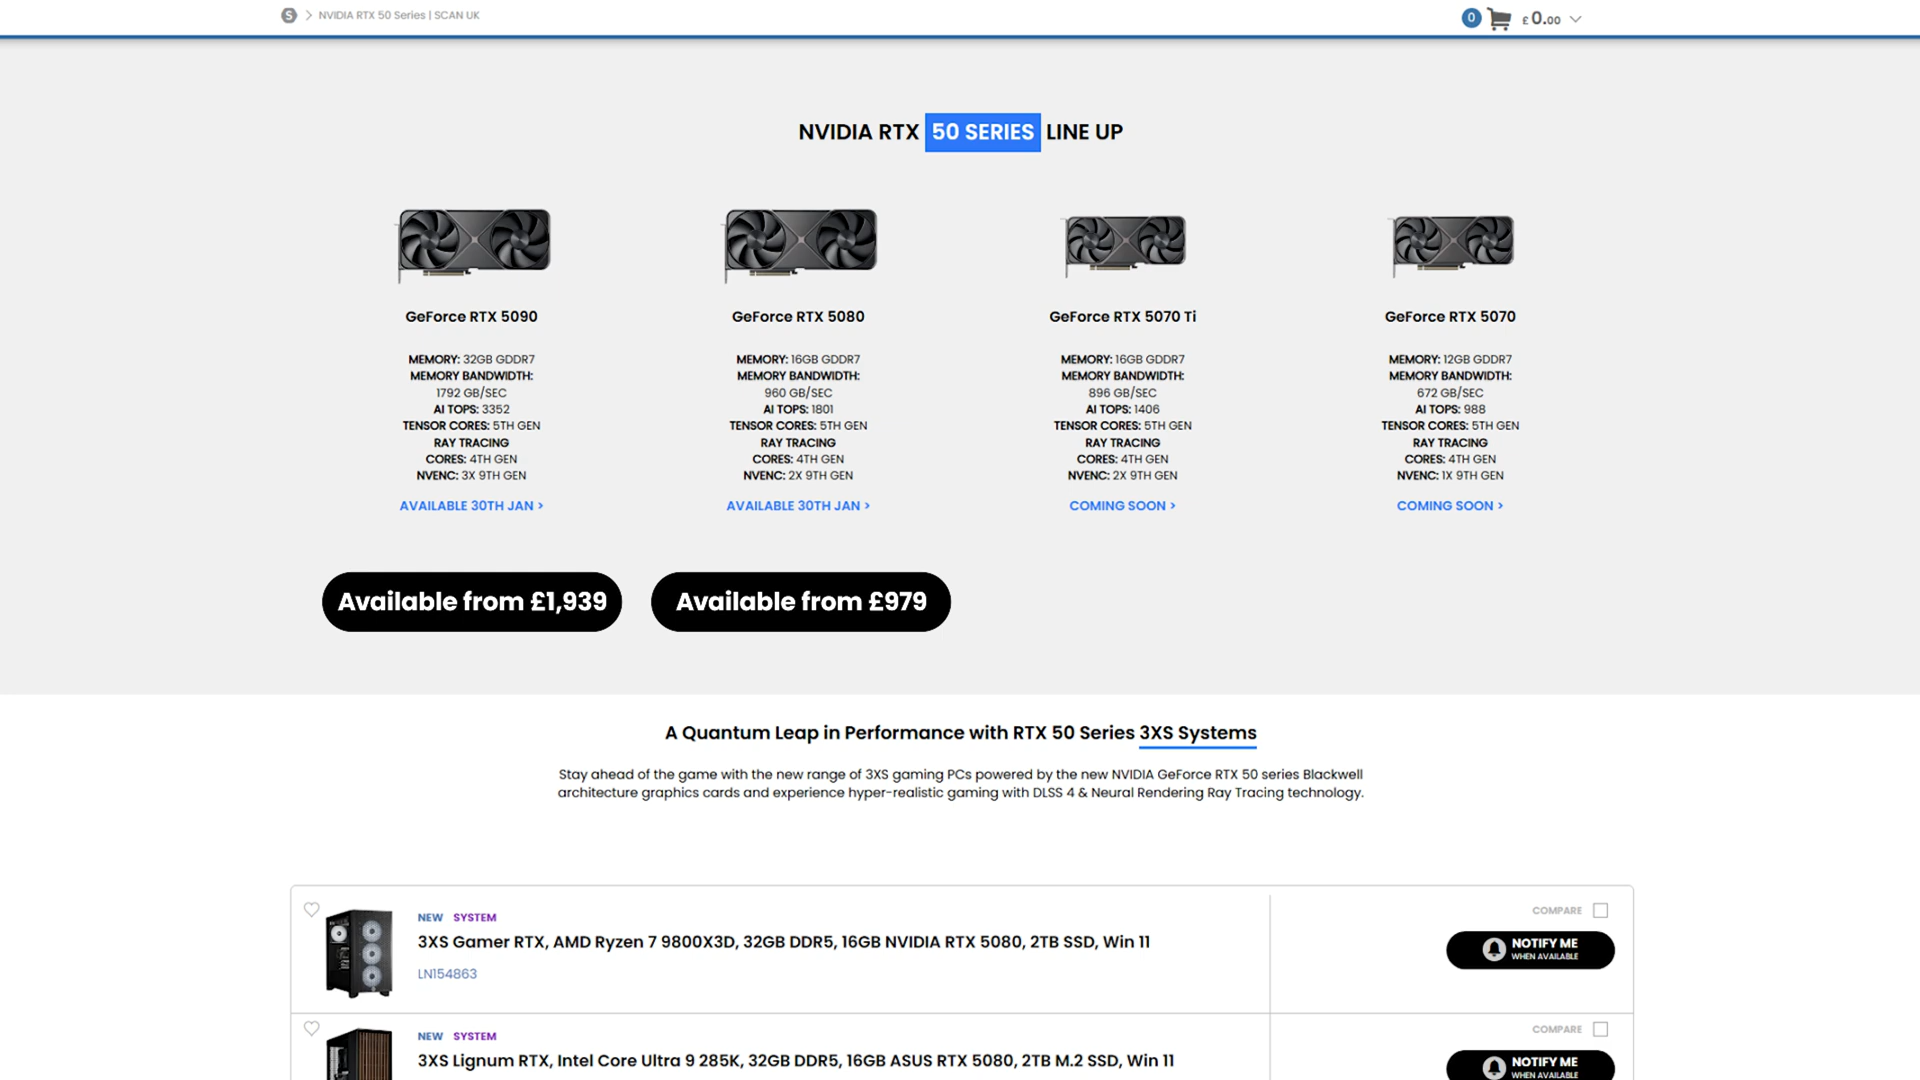 S > NVIDIA RTX 50 Series | SCAN UK
0 £ 0.00
NVIDIA RTX 50 SERIES LINE UP
GeForce RTX 5090
MEMORY: 32GB GDDR7
MEMORY BANDWIDTH:
1792 GB/SEC
AI TOPS: 3352
TENSOR CORES: 5TH GEN
RAY TRACING
CORES: 4TH GEN
NVENC: 3X 9TH GEN
AVAILABLE 30TH JAN >
Available from £1,939
GeForce RTX 5080
MEMORY: 16GB GDDR7
MEMORY BANDWIDTH:
960 GB/SEC
AI TOPS: 1801
TENSOR CORES: 5TH GEN
RAY TRACING
CORES: 4TH GEN
NVENC: 2X 9TH GEN
AVAILABLE 30TH JAN >
Available from £979
GeForce RTX 5070 Ti
MEMORY: 16GB GDDR7
MEMORY BANDWIDTH:
896 GB/SEC
AI TOPS: 1406
TENSOR CORES: 5TH GEN
RAY TRACING
CORES: 4TH GEN
NVENC: 2X 9TH GEN
COMING SOON >
GeForce RTX 5070
MEMORY: 12GB GDDR7
MEMORY BANDWIDTH:
672 GB/SEC
AI TOPS: 988
TENSOR CORES: 5TH GEN
RAY TRACING
CORES: 4TH GEN
NVENC: 1X 9TH GEN
COMING SOON >
A Quantum Leap in Performance with RTX 50 Series 3XS Systems
Stay ahead of the game with the new range of 3XS gaming PCs powered by the new NVIDIA GeForce RTX 50 series Blackwell
architecture graphics cards and experience hyper-realistic gaming with DLSS 4 & Neural Rendering Ray Tracing technology.
NEW SYSTEM
3XS Gamer RTX, AMD Ryzen 7 9800X3D, 32GB DDR5, 16GB NVIDIA RTX 5080, 2TB SSD, Win 11
LN154863
COMPARE
NOTIFY ME
WHEN AVAILABLE
NEW SYSTEM
3XS Lignum RTX, Intel Core Ultra 9 285K, 32GB DDR5, 16GB ASUS RTX 5080, 2TB M.2 SSD, Win 11
COMPARE
NOTIFY ME
WHEN AVAILABLE